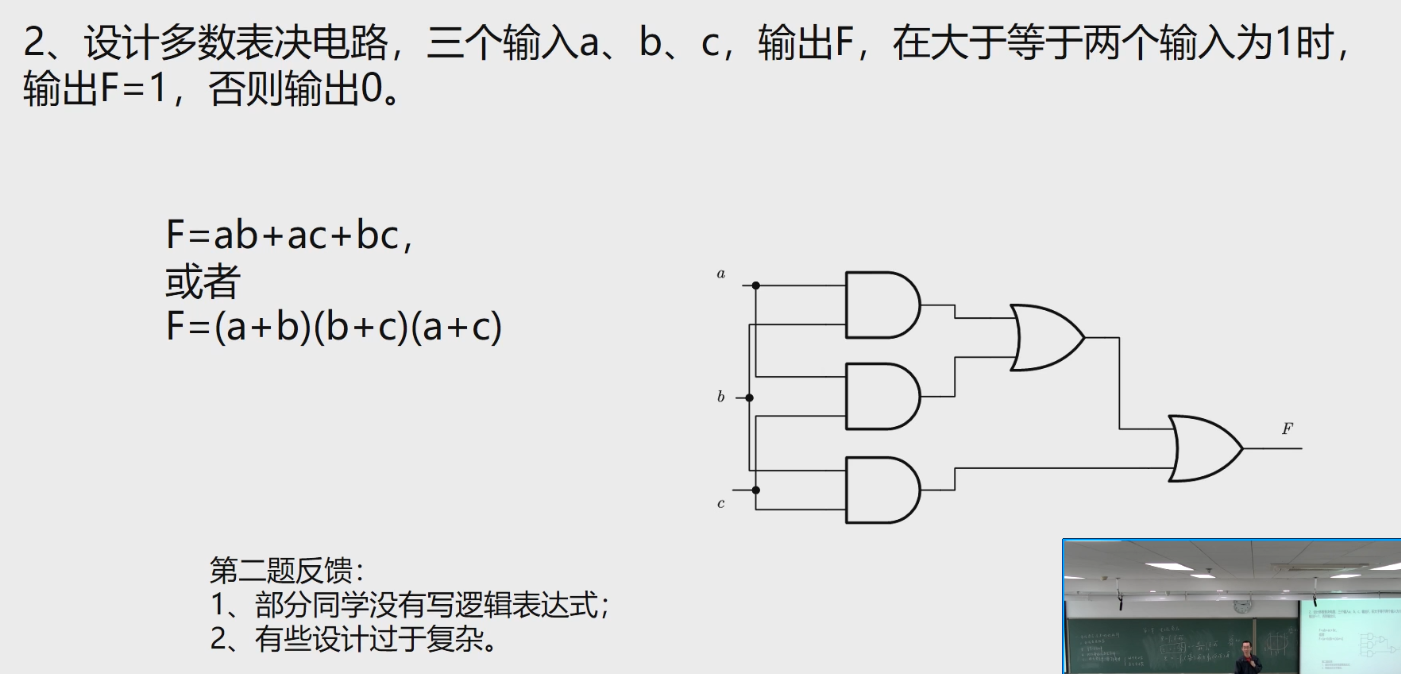 2、设计多数表决电路，三个输入a、b、c，输出F，在大于等于两个输入为1时，
输出F=1，否则输出0。
F=ab+ac+bc，
或者
F=(a+b)(b+c)(a+c)
a
b
c
F
第二题反馈：
1、部分同学没有写逻辑表达式；
2、有些设计过于复杂。